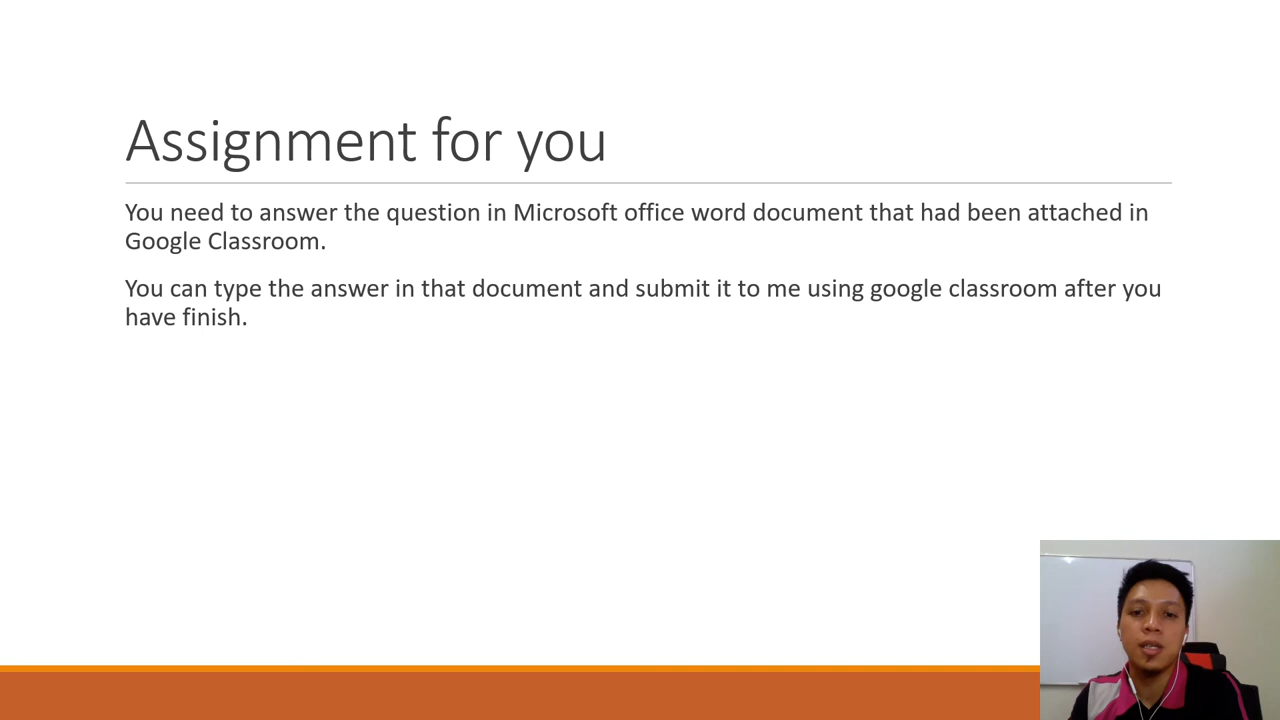 Assignment for you
You need to answer the question in Microsoft office word document that had been attached in
Google Classroom.
You can type the answer in that document and submit it to me using google classroom after you
have finish.